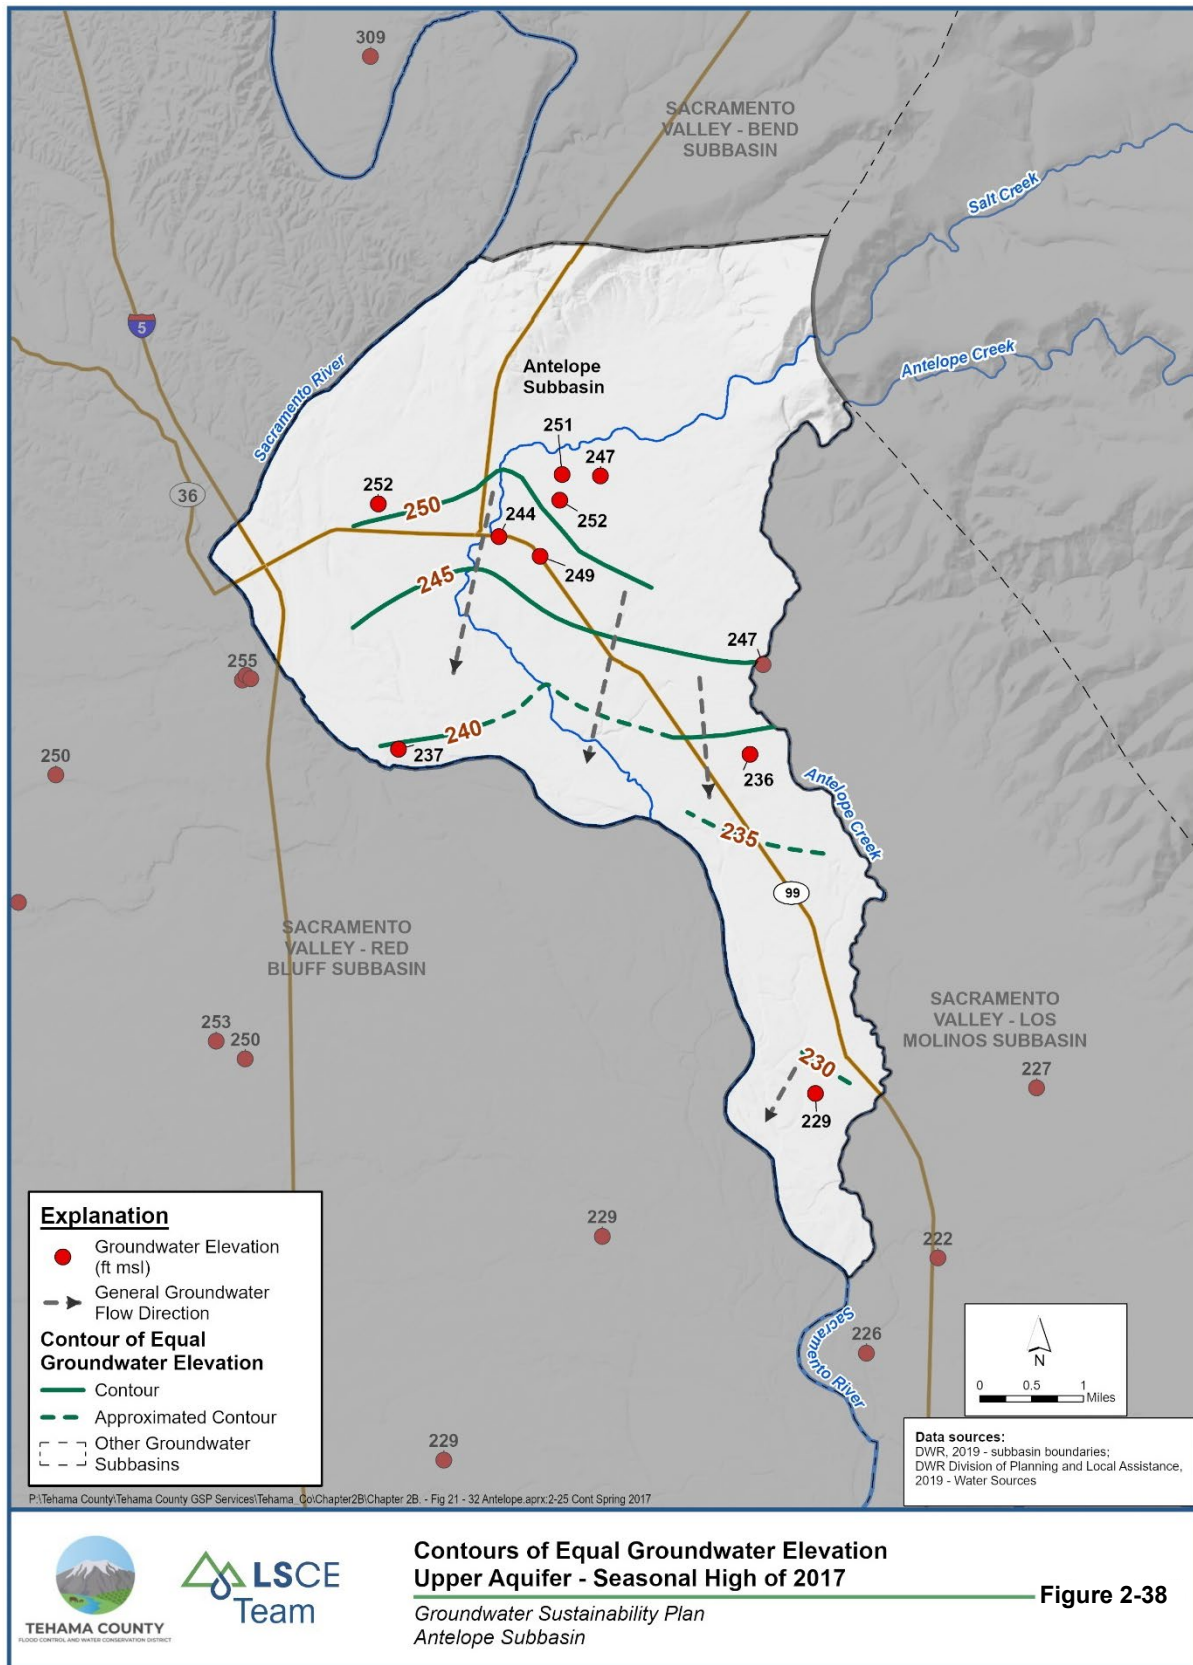 309
SACRAMENTO
VALLEY - BEND
SUBBASIN
Salt Creek
5
Sacramento River
Antelope Creek
Antelope
Subbasin
251
247
252
36
250
252
244
249
245
247
255
240
237
250
236
Antelope Creek
235
99
SACRAMENTO
VALLEY - RED
BLUFF SUBBASIN
SACRAMENTO
VALLEY - LOS
MOLINOS SUBBASIN
253
250
230
227
229
229
222
226
Sacramento River
229
Explanation
Groundwater Elevation
(ft msl)
General Groundwater
Flow Direction
Contour of Equal
Groundwater Elevation
Contour
Approximated Contour
Other Groundwater
Subbasins
N
0 0.5 1
Miles
Data sources:
DWR, 2019 - subbasin boundaries;
DWR Division of Planning and Local Assistance,
2019 - Water Sources
P:\Tehama County\Tehama County GSP Services\Tehama_Co\Chapter2B\Chapter 2B. - Fig 21 - 32 Antelope.aprx:2-25 Cont Spring 2017
TEHAMA COUNTY
FLOOD CONTROL AND WATER CONSERVATION DISTRICT
LSCE
Team
Contours of Equal Groundwater Elevation
Upper Aquifer - Seasonal High of 2017
Figure 2-38
Groundwater Sustainability Plan
Antelope Subbasin